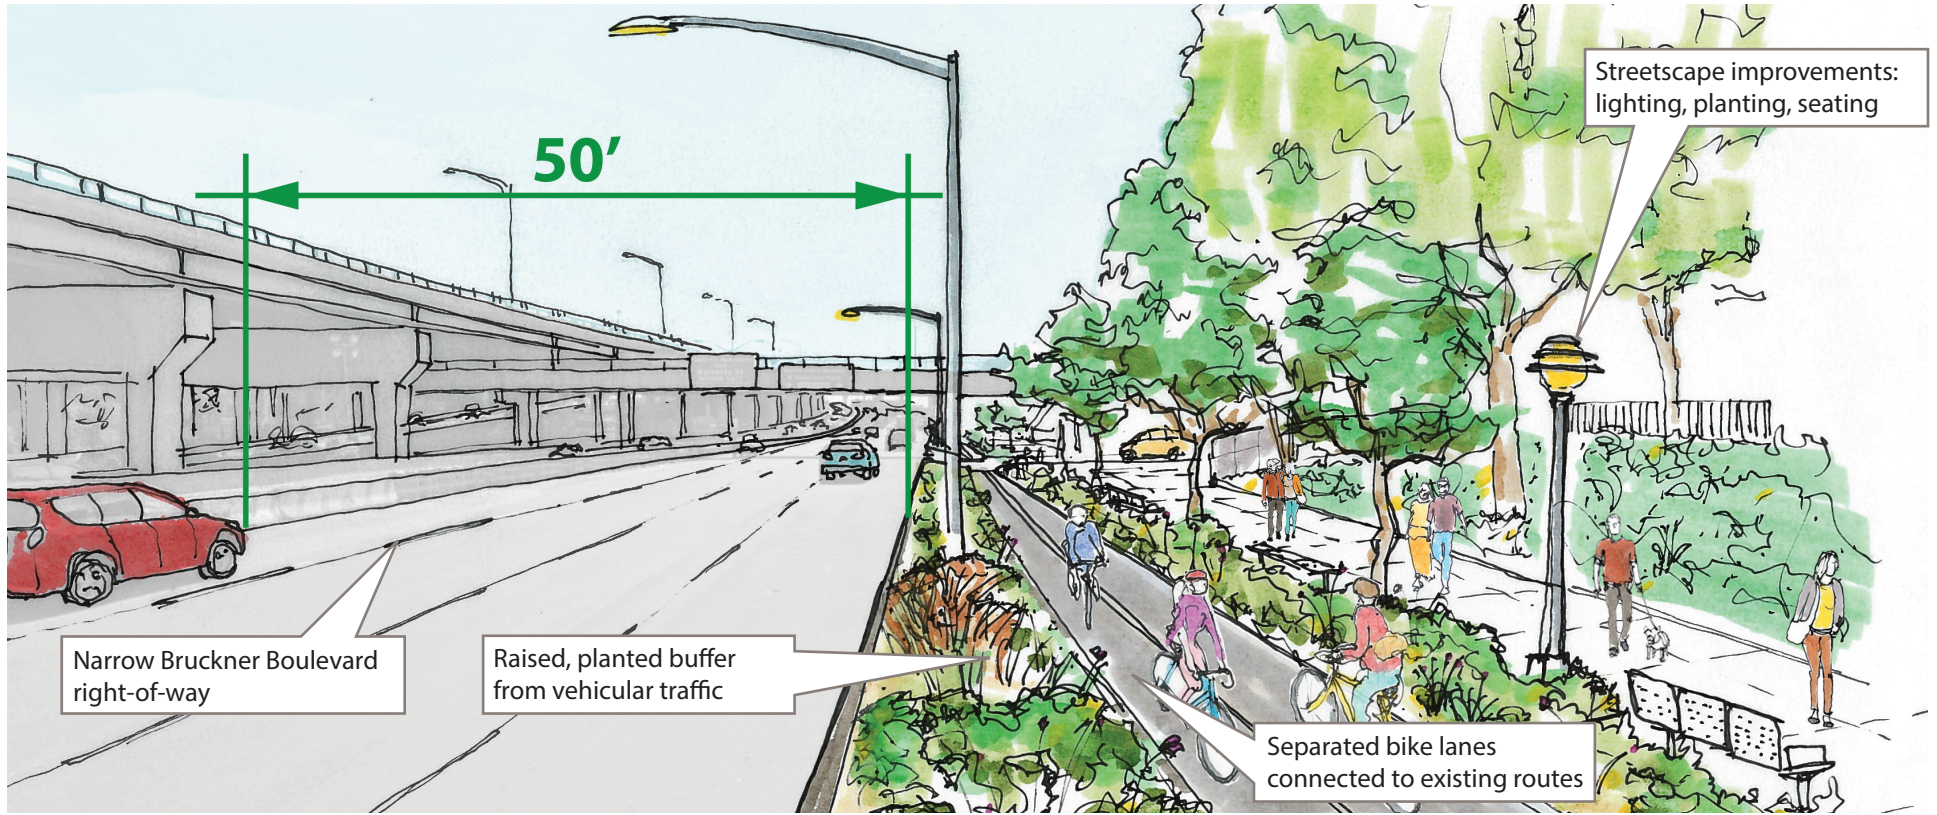 50’
Streetscape improvements:
lighting, planting, seating
Narrow Bruckner Boulevard
right-of-way
Raised, planted buffer
from vehicular traffic
Separated bike lanes
connected to existing routes